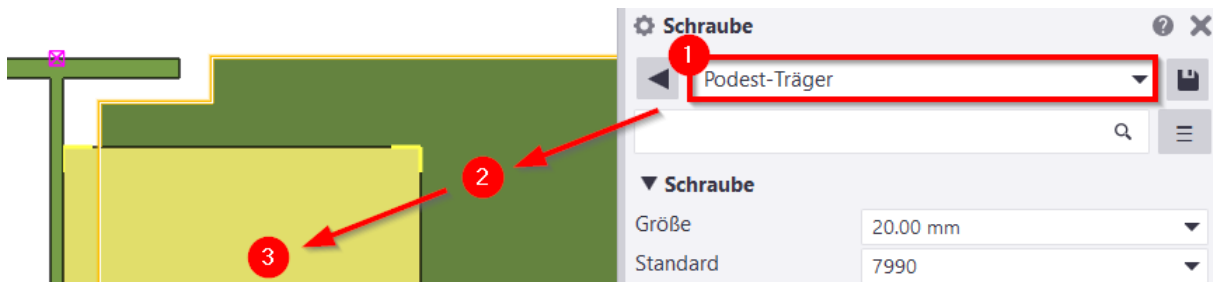 Schraube
1
Podest-Träger
2
Schraube
Größe
20.00 mm
3
Standard
7990